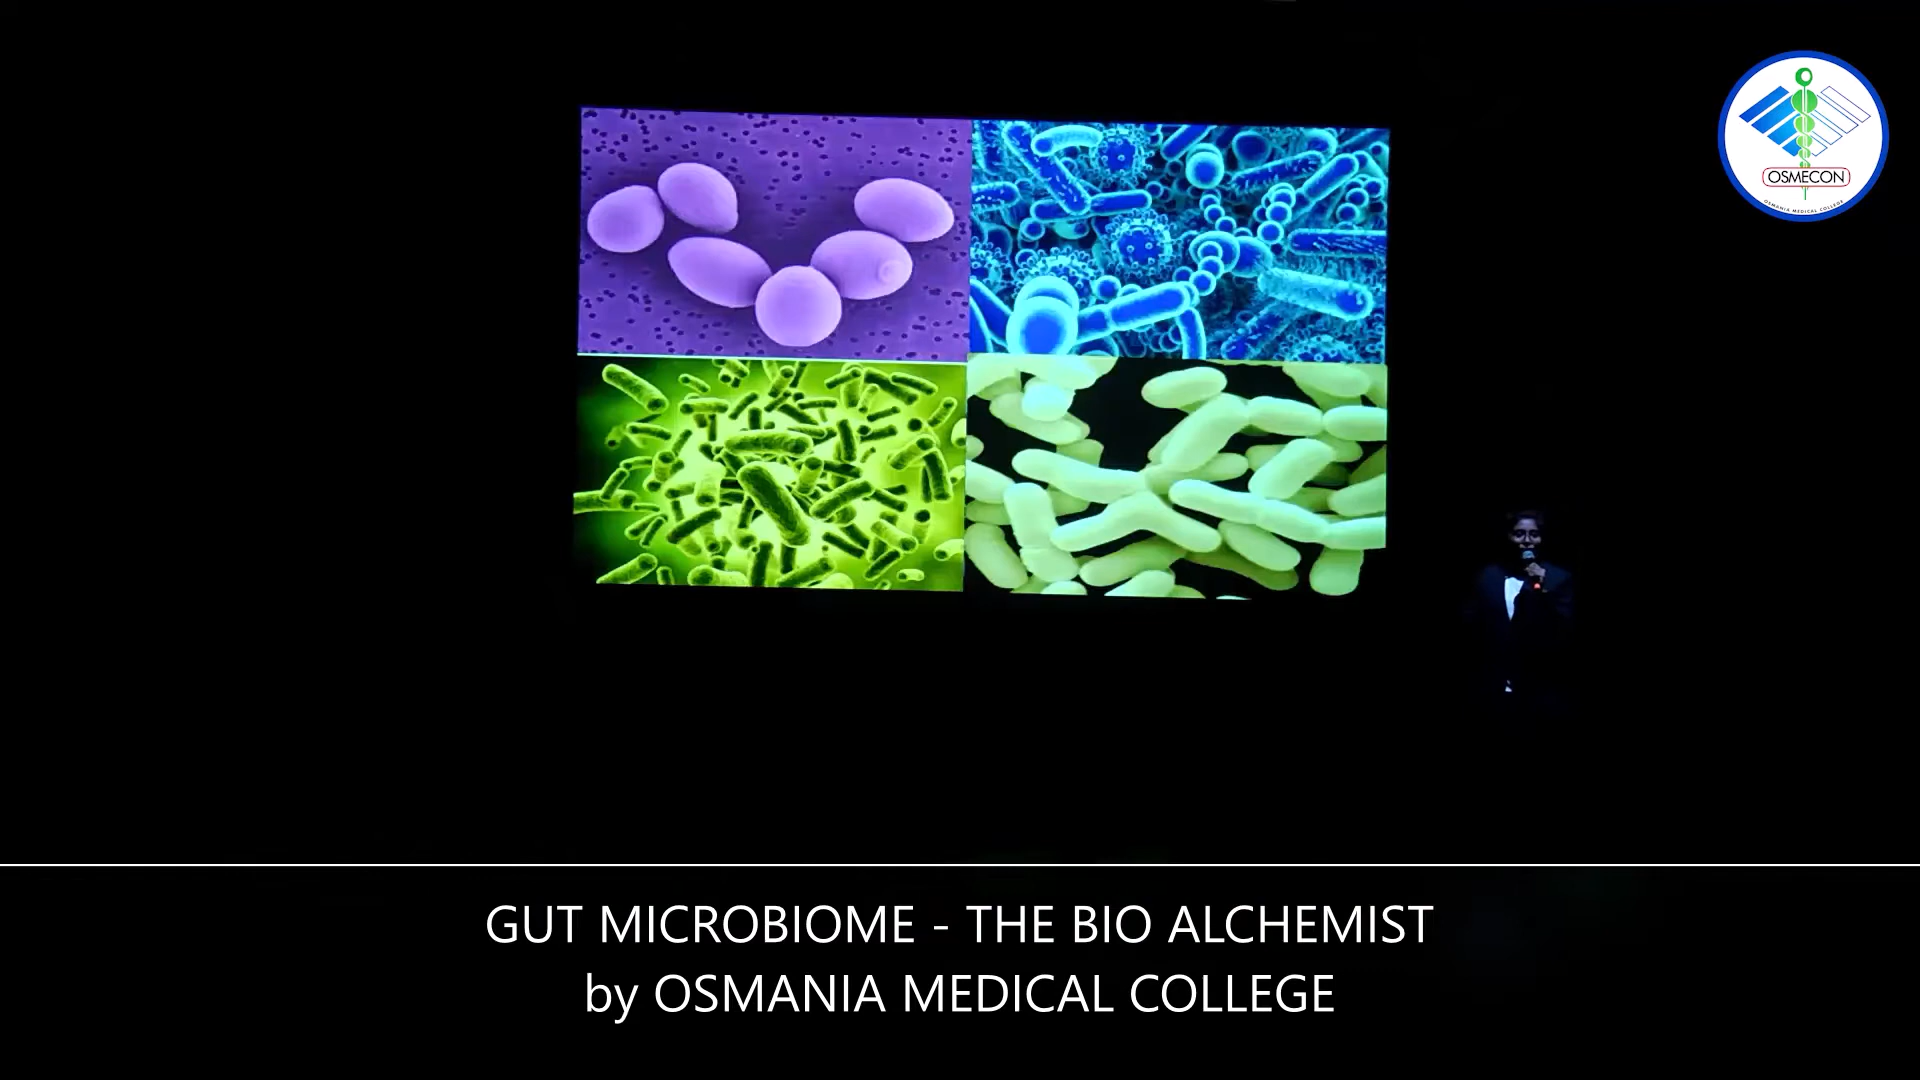 OSMECON
OSMANIA MEDICAL COLLEGE
GUT MICROBIOME - THE BIO ALCHEMIST
by OSMANIA MEDICAL COLLEGE